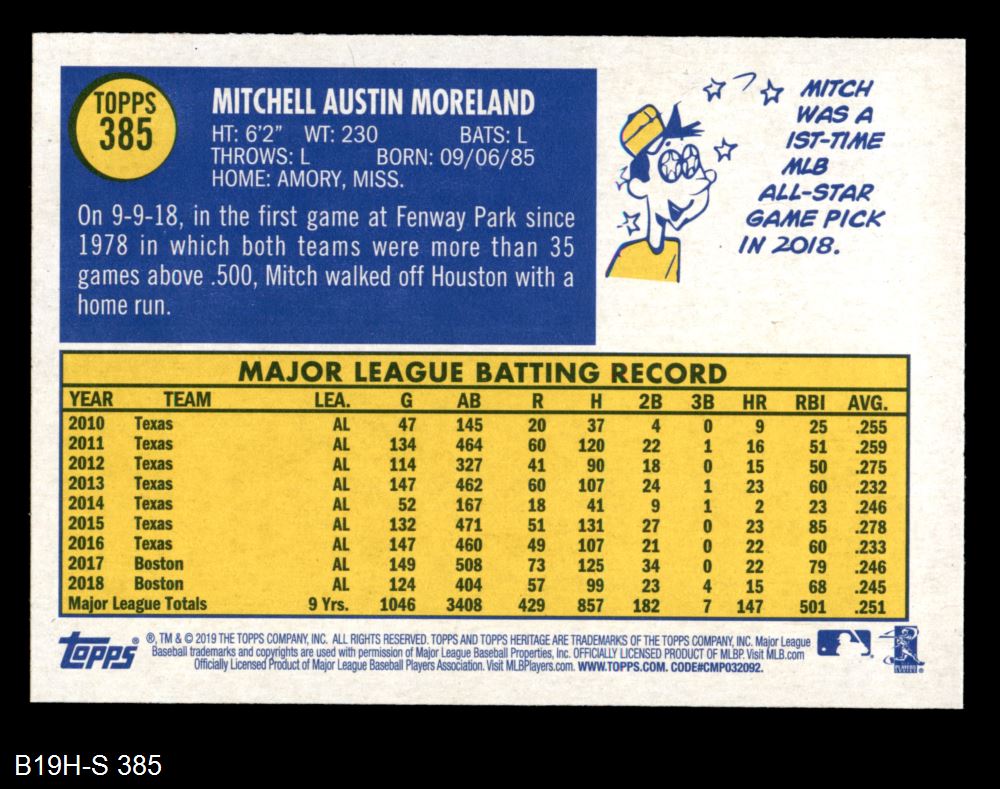 TOPPS
385
MITCHELL AUSTIN MORELAND
HT: 6'2" WT: 230 BATS: L
THROWS: L BORN: 09/06/85
HOME: AMORY, MISS.
On 9-9-18, in the first game at Fenway Park since
1978 in which both teams were more than 35
games above .500, Mitch walked off Houston with a
home run.
MITCH
WAS A
1ST-TIME
MLB
ALL-STAR
GAME PICK
IN 2018.
MAJOR LEAGUE BATTING RECORD
YEAR TEAM LEA. G AB R H 2B 3B HR RBI AVG.
2010 Texas AL 47 145 20 37 4 0 9 25 .255
2011 Texas AL 134 464 60 120 22 1 16 51 .259
2012 Texas AL 114 327 41 90 18 0 15 50 .275
2013 Texas AL 147 462 60 107 24 1 23 60 .232
2014 Texas AL 52 167 18 41 9 1 2 23 .246
2015 Texas AL 132 471 51 131 27 0 23 85 .278
2016 Texas AL 147 460 49 107 21 0 22 60 .233
2017 Boston AL 149 508 73 125 34 0 22 79 .246
2018 Boston AL 124 404 57 99 23 4 15 68 .245
Major League Totals 9 Yrs. 1046 3408 429 857 182 7 147 501 .251
Topps ® ®, TM & © 2019 THE TOPPS COMPANY, INC. ALL RIGHTS RESERVED. TOPPS AND TOPPS HERITAGE ARE TRADEMARKS OF THE TOPPS COMPANY, INC. Major League
Baseball trademarks and copyrights are used with permission of Major League Baseball Properties, Inc. OFFICIALLY LICENSED PRODUCT OF MLBP. Visit MLB.com
Officially Licensed Product of Major League Baseball Players Association. Visit MLBPlayers.com. WWW.TOPPS.COM. CODE#CMP032092.
B19H-S 385